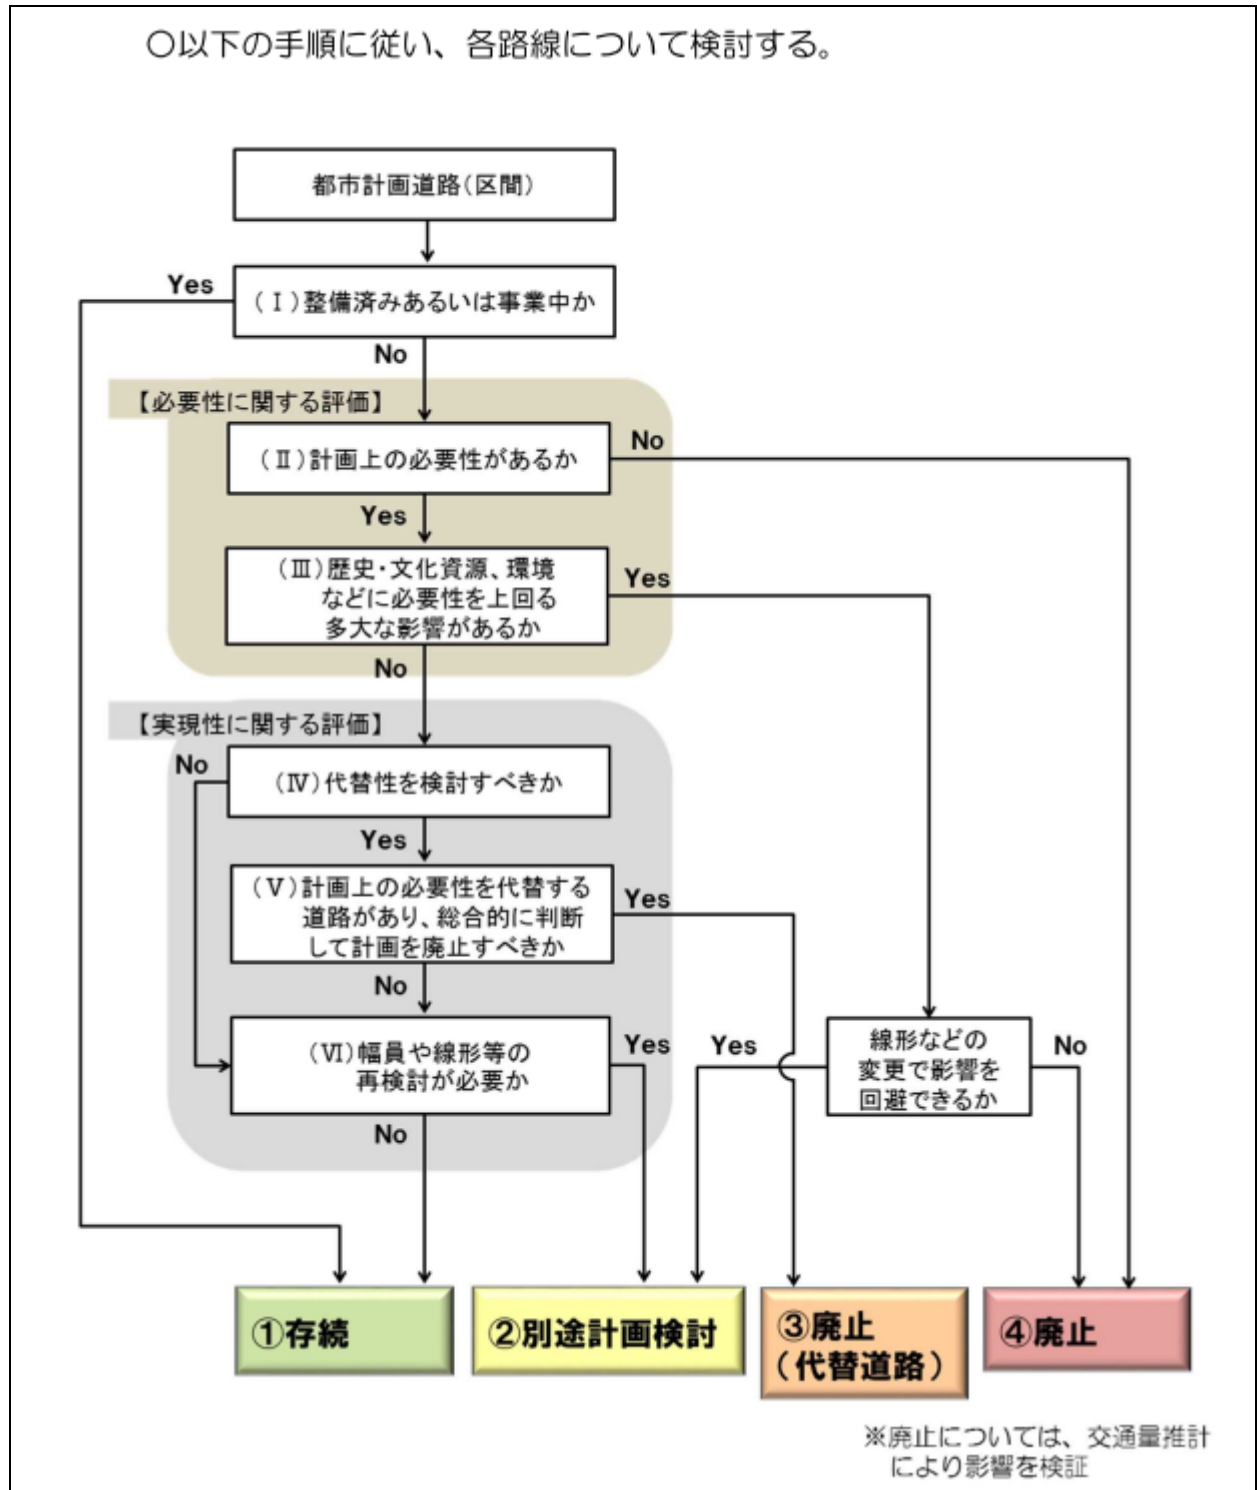 〇以下の手順に従い、各路線について検討する。
都市計画道路(区間)
Yes
(Ⅰ)整備済みあるいは事業中か
No
【必要性に関する評価】
(Ⅱ)計画上の必要性があるか
No
Yes
(Ⅲ)歴史・文化資源、環境
などに必要性を上回る
多大な影響があるか
Yes
No
【実現性に関する評価】
No
(Ⅳ)代替性を検討すべきか
Yes
(Ⅴ)計画上の必要性を代替する
道路があり、総合的に判断
して計画を廃止すべきか
Yes
No
(Ⅵ)幅員や線形等の
再検討が必要か
Yes
No
Yes
線形などの
変更で影響を
回避できるか
No
①存続
②別途計画検討
③廃止
(代替道路)
④廃止
※廃止については、交通量推計
により影響を検証